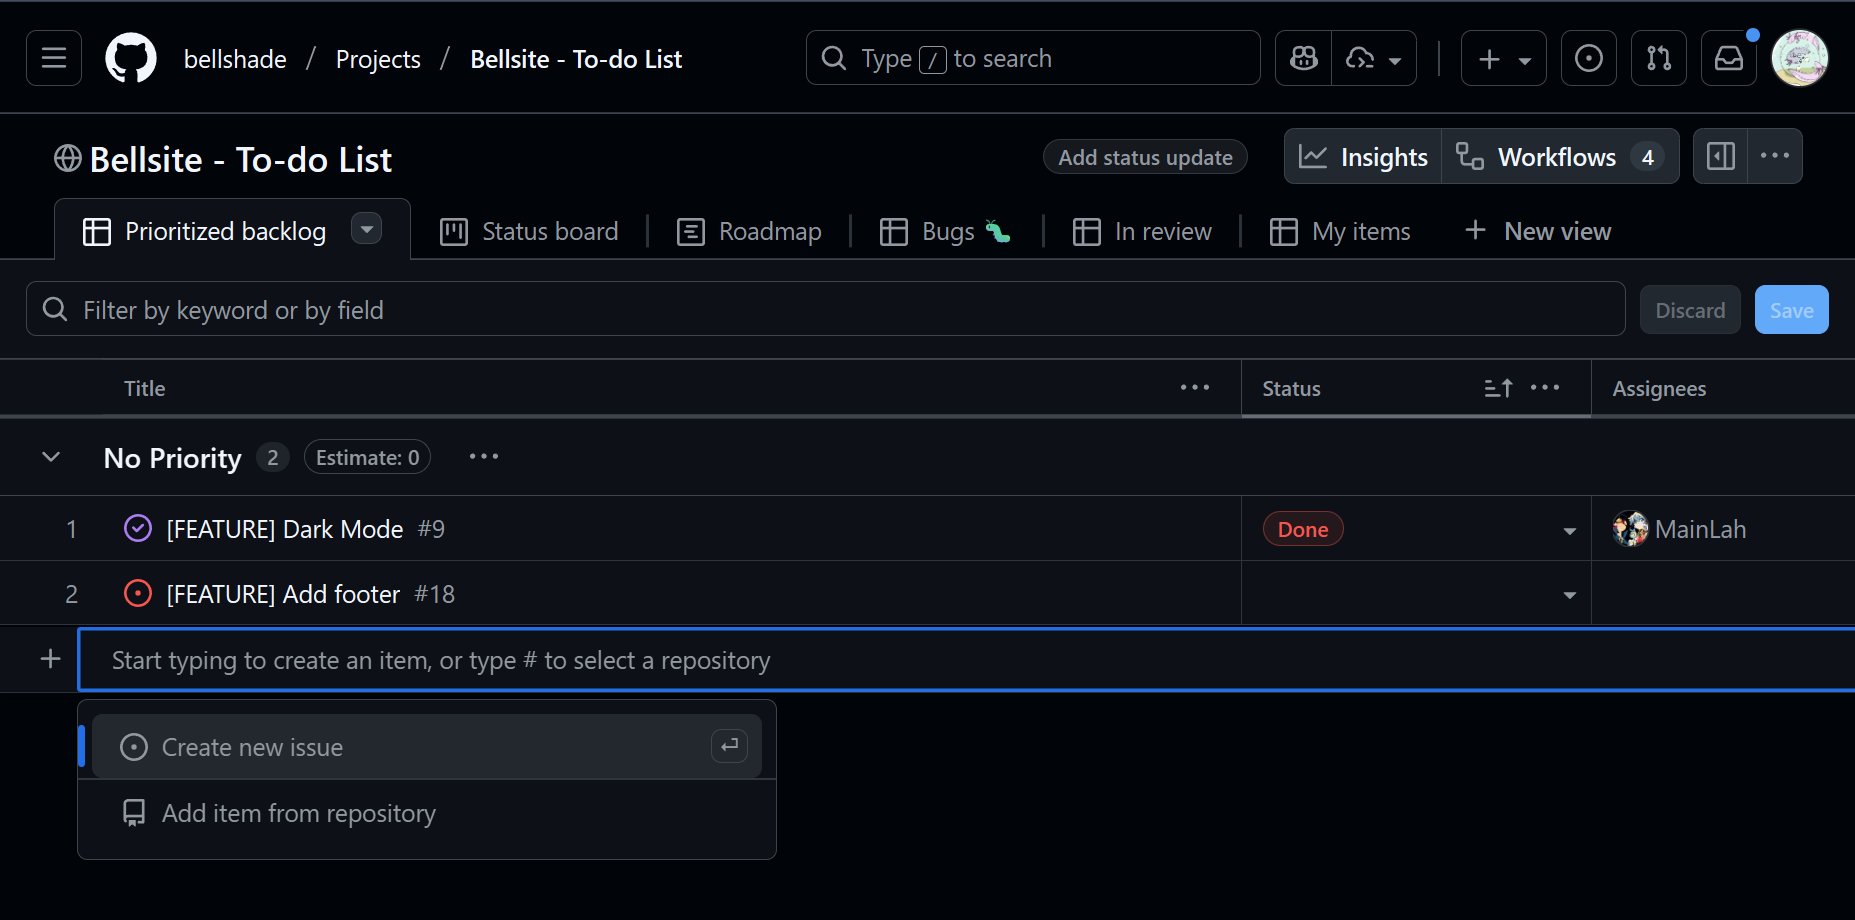 bellshade / Projects / Bellsite - To-do List
Type / to search
Bellsite - To-do List
Add status update
Insights
Workflows 4
Prioritized backlog
Status board
Roadmap
Bugs 🐛
In review
My items
+ New view
Filter by keyword or by field
Discard
Save
Title
Status
Assignees
No Priority 2 Estimate: 0
1 [FEATURE] Dark Mode #9 Done MainLah
2 [FEATURE] Add footer #18
+ Start typing to create an item, or type # to select a repository
Create new issue
Add item from repository